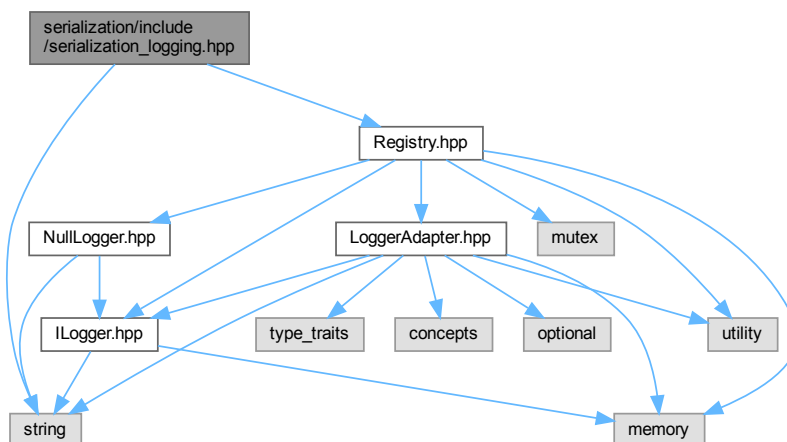 serialization/include
/serialization_logging.hpp
Registry.hpp
NullLogger.hpp
LoggerAdapter.hpp
mutex
ILogger.hpp
type_traits
concepts
optional
utility
string
memory